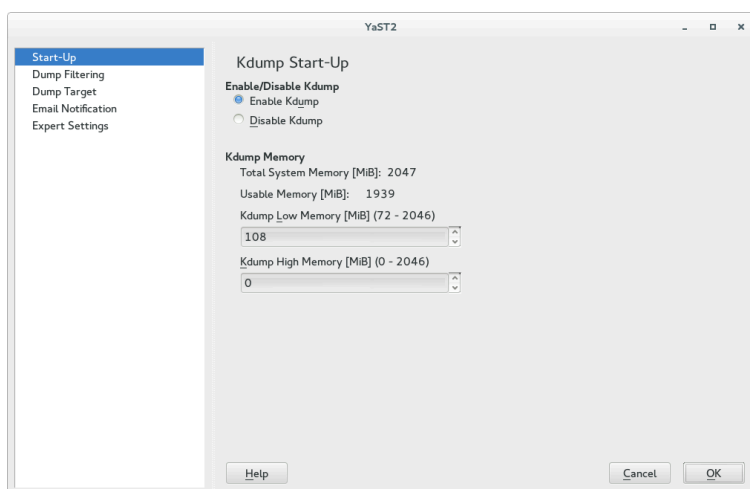 YaST2
Start-Up
Dump Filtering
Dump Target
Email Notification
Expert Settings
Kdump Start-Up
Enable/Disable Kdump
Enable Kdump
Disable Kdump
Kdump Memory
Total System Memory [MiB]: 2047
Usable Memory [MiB]: 1939
Kdump Low Memory [MiB] (72 - 2046)
108
Kdump High Memory [MiB] (0 - 2046)
0
Help
Cancel
OK